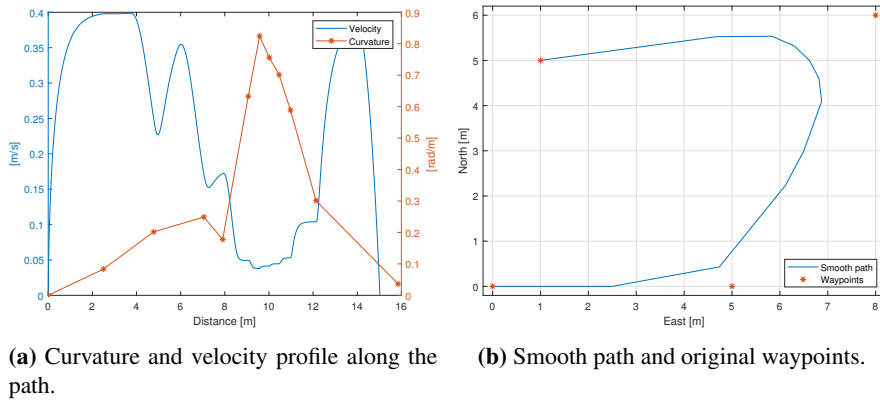 0.4
0.35
0.3
0.25
0.2
0.15
0.1
0.05
0
[m/s]
0 2 4 6 8 10 12 14 16
Distance [m]
0.9
0.8
0.7
0.6
0.5
0.4
0.3
0.2
0.1
0
[rad/m]
Velocity
Curvature
(a) Curvature and velocity profile along the
path.
6
5
4
3
2
1
0
North [m]
0 1 2 3 4 5 6 7 8
East [m]
Smooth path
Waypoints
(b) Smooth path and original waypoints.